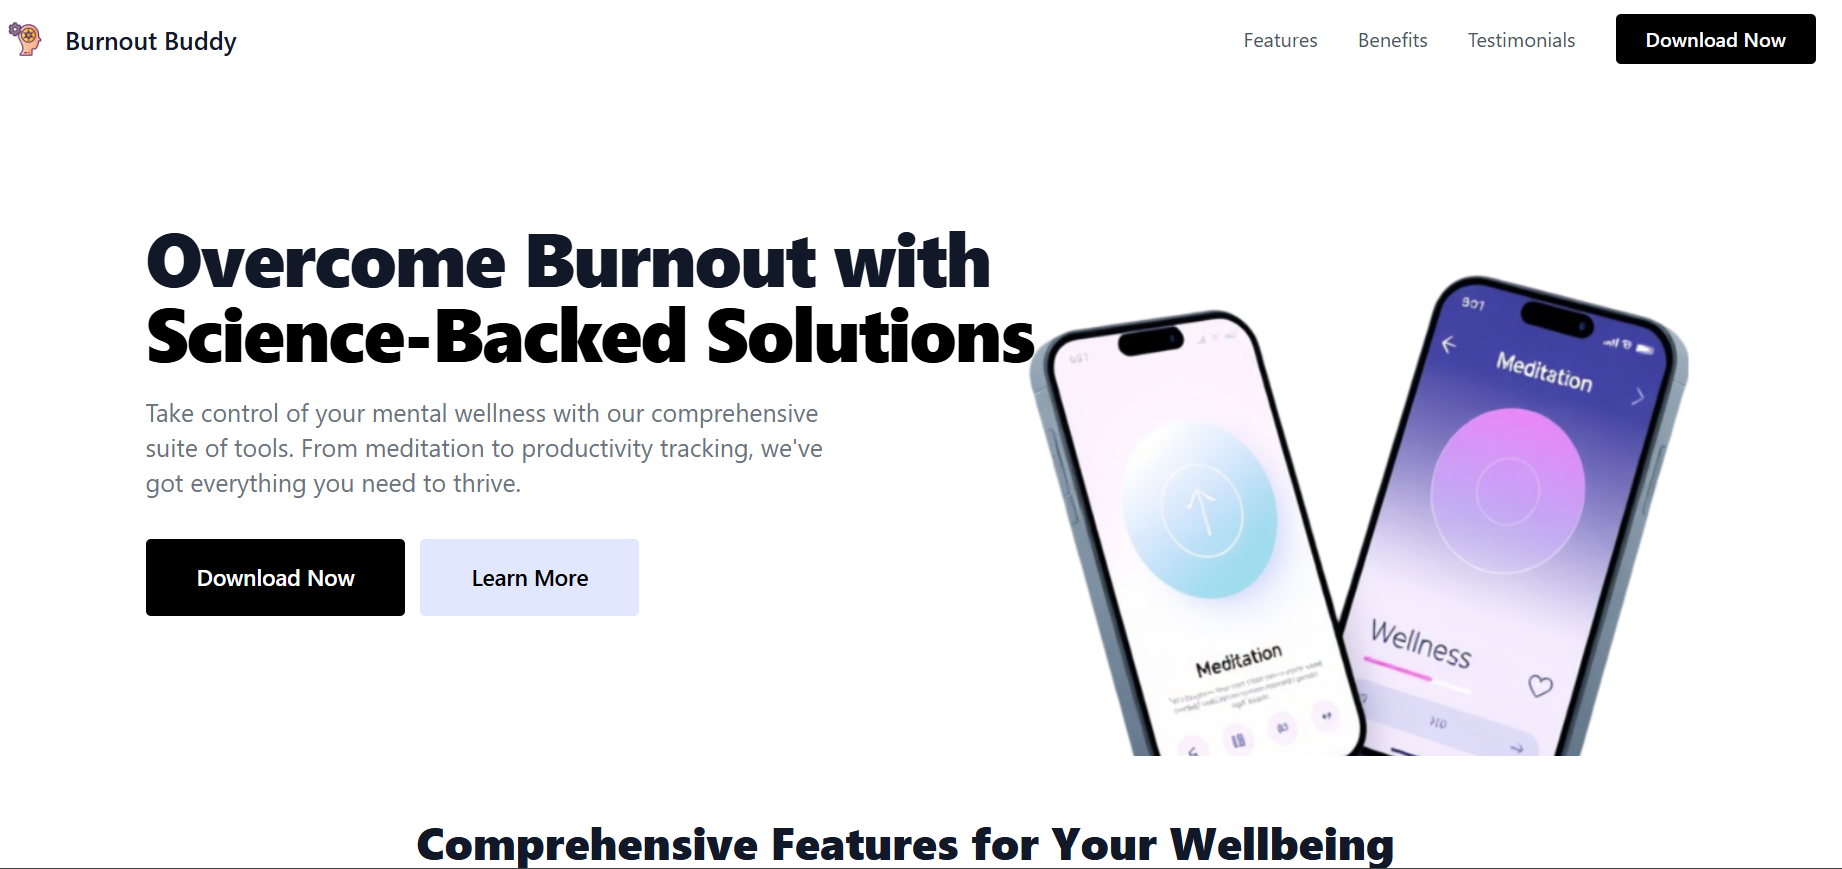 Burnout Buddy
Features
Benefits
Testimonials
Download Now
Overcome Burnout with
Science-Backed Solutions
Take control of your mental wellness with our comprehensive
suite of tools. From meditation to productivity tracking, we've
got everything you need to thrive.
Download Now
Learn More
Meditation
Meditation
Wellness
Comprehensive Features for Your Wellbeing